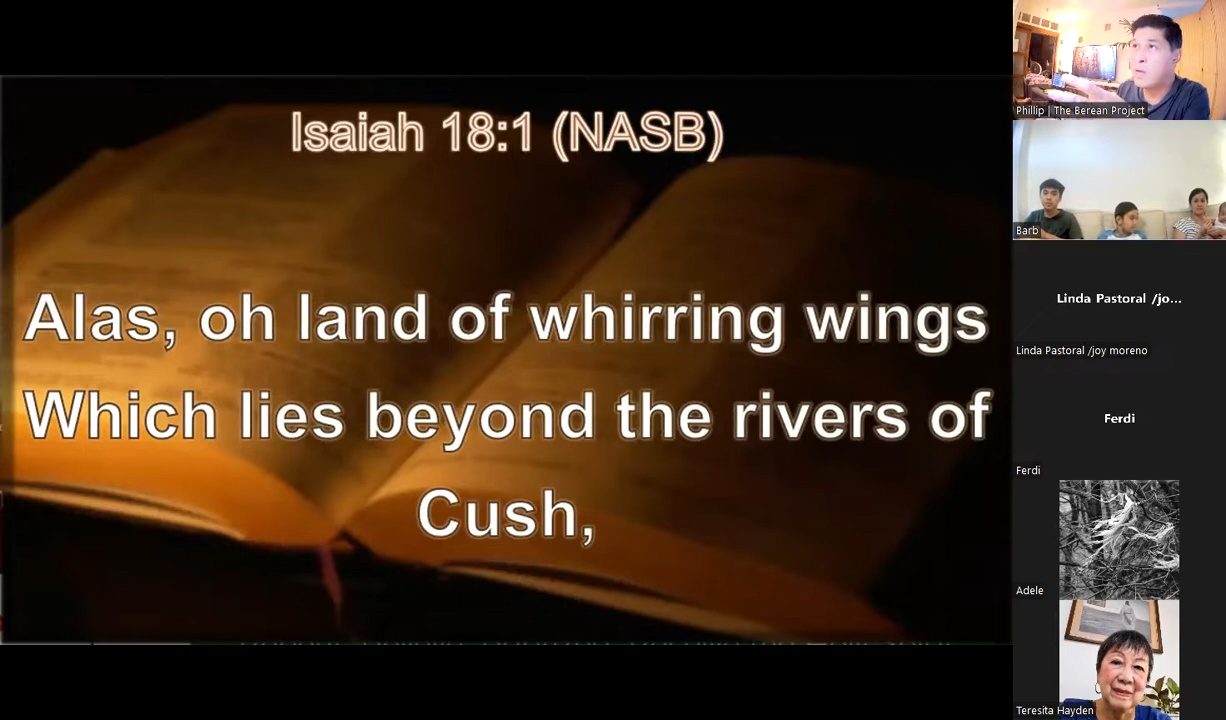 Isaiah 18:1 (NASB)
Alas, oh land of whirring wings
Which lies beyond the rivers of
Cush,
Phillip | The Berean Project
Barb
Linda Pastoral /jo...
Linda Pastoral /joy moreno
Ferdi
Ferdi
Adele
Teresita Hayden